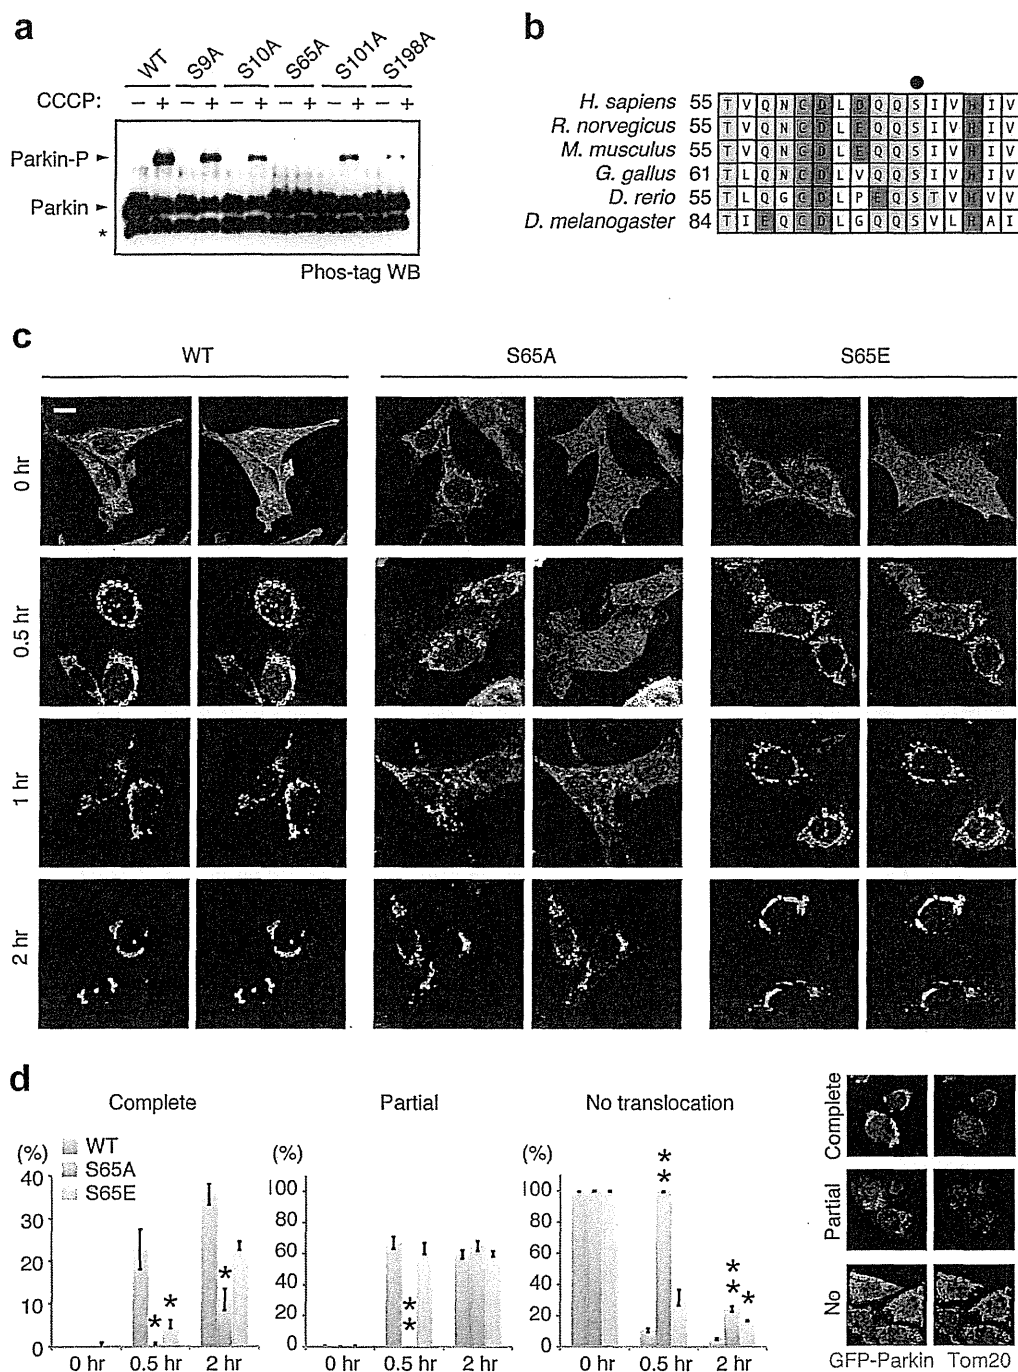 a
WT S9A S10A S65A S101A S198A
CCCP: − + − + − + − + − + − +
Parkin-P
Parkin
*
Phos-tag WB
b
H. sapiens 55 T V Q N C D L D Q Q S I V H I V
R. norvegicus 55 T V Q N C D L E Q Q S I V H I V
M. musculus 55 T V Q N C D L E Q Q S I V H I V
G. gallus 61 T L Q N C D L V Q Q S I V H I V
D. rerio 55 T L Q G C D L P E Q S T V H V V
D. melanogaster 84 T I E Q C D L G Q Q S V L H A I
c
WT S65A S65E
0 hr
0.5 hr
1 hr
2 hr
d
Complete
(%)
WT
S65A
S65E
40
30
20
10
0
* * *
0 hr 0.5 hr 2 hr
Partial
(%)
100
80
60
40
20
0
* *
0 hr 0.5 hr 2 hr
No translocation
(%)
100
80
60
40
20
0
* * * * *
0 hr 0.5 hr 2 hr
Complete
Partial
No
GFP-Parkin Tom20